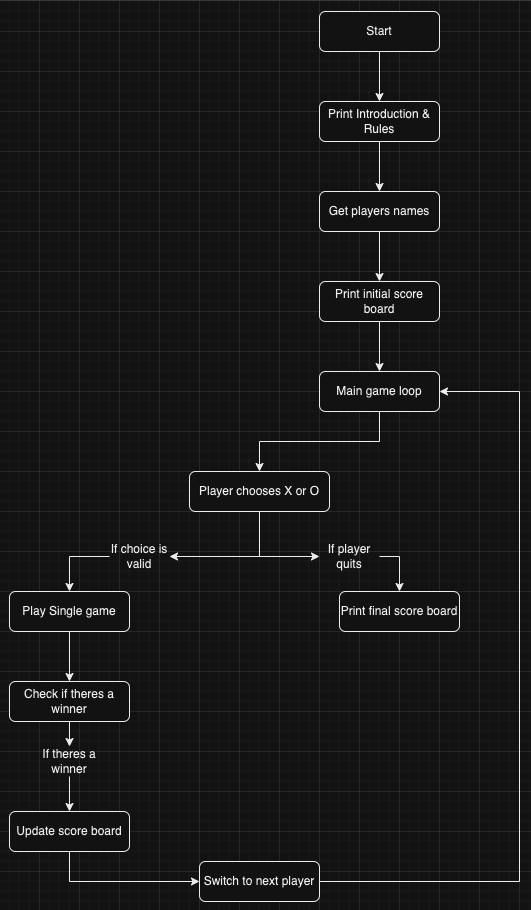 Start
Print Introduction &
Rules
Get players names
Print initial score
board
Main game loop
Player chooses X or O
If choice is
valid
If player
quits
Play Single game
Print final score board
Check if theres a
winner
If theres a
winner
Update score board
Switch to next player